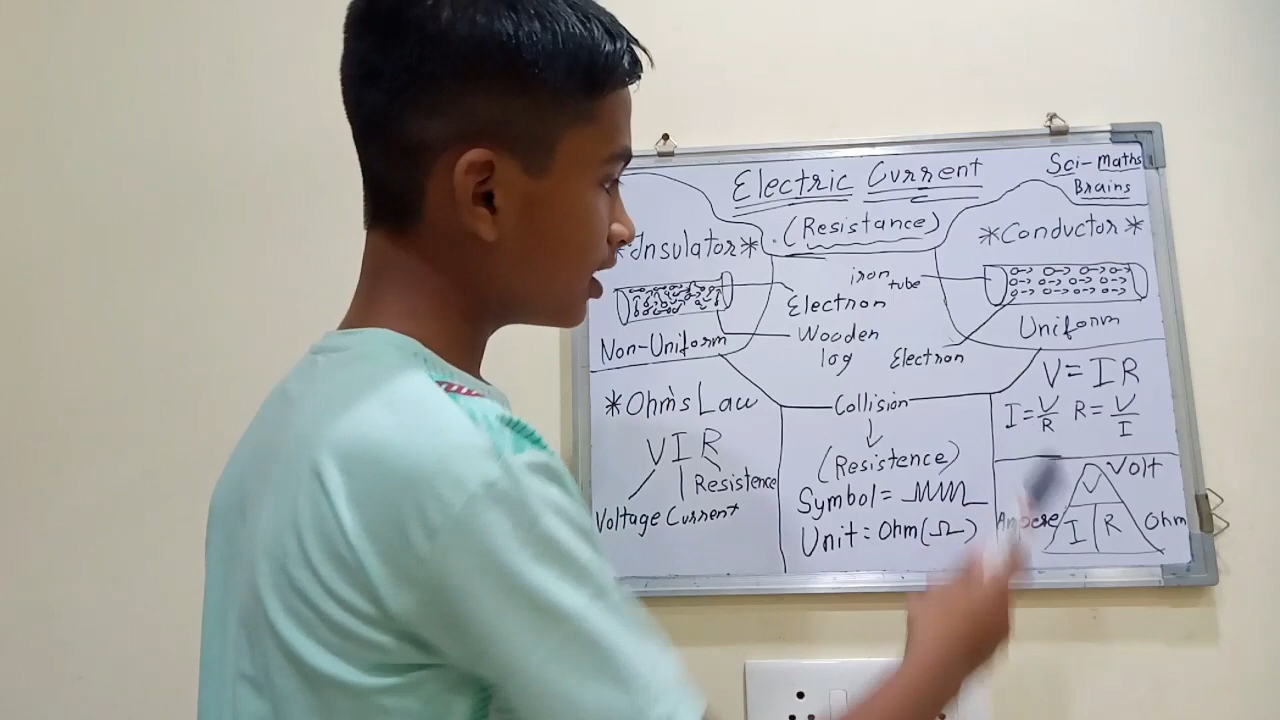 Electric Current
Sci-Maths
Brains
(Resistance)
*Insulator*
*Conductor*
iron
tube
Electron
Wooden
log
Electron
Non-Uniform
Uniform
*Ohm's Law
V I R
Resistence
Voltage Current
Collision
(Resistence)
Symbol=
Unit: Ohm(Ω)
V=IR
I=V/R R=V/I
V Volt
Ampere I R Ohm